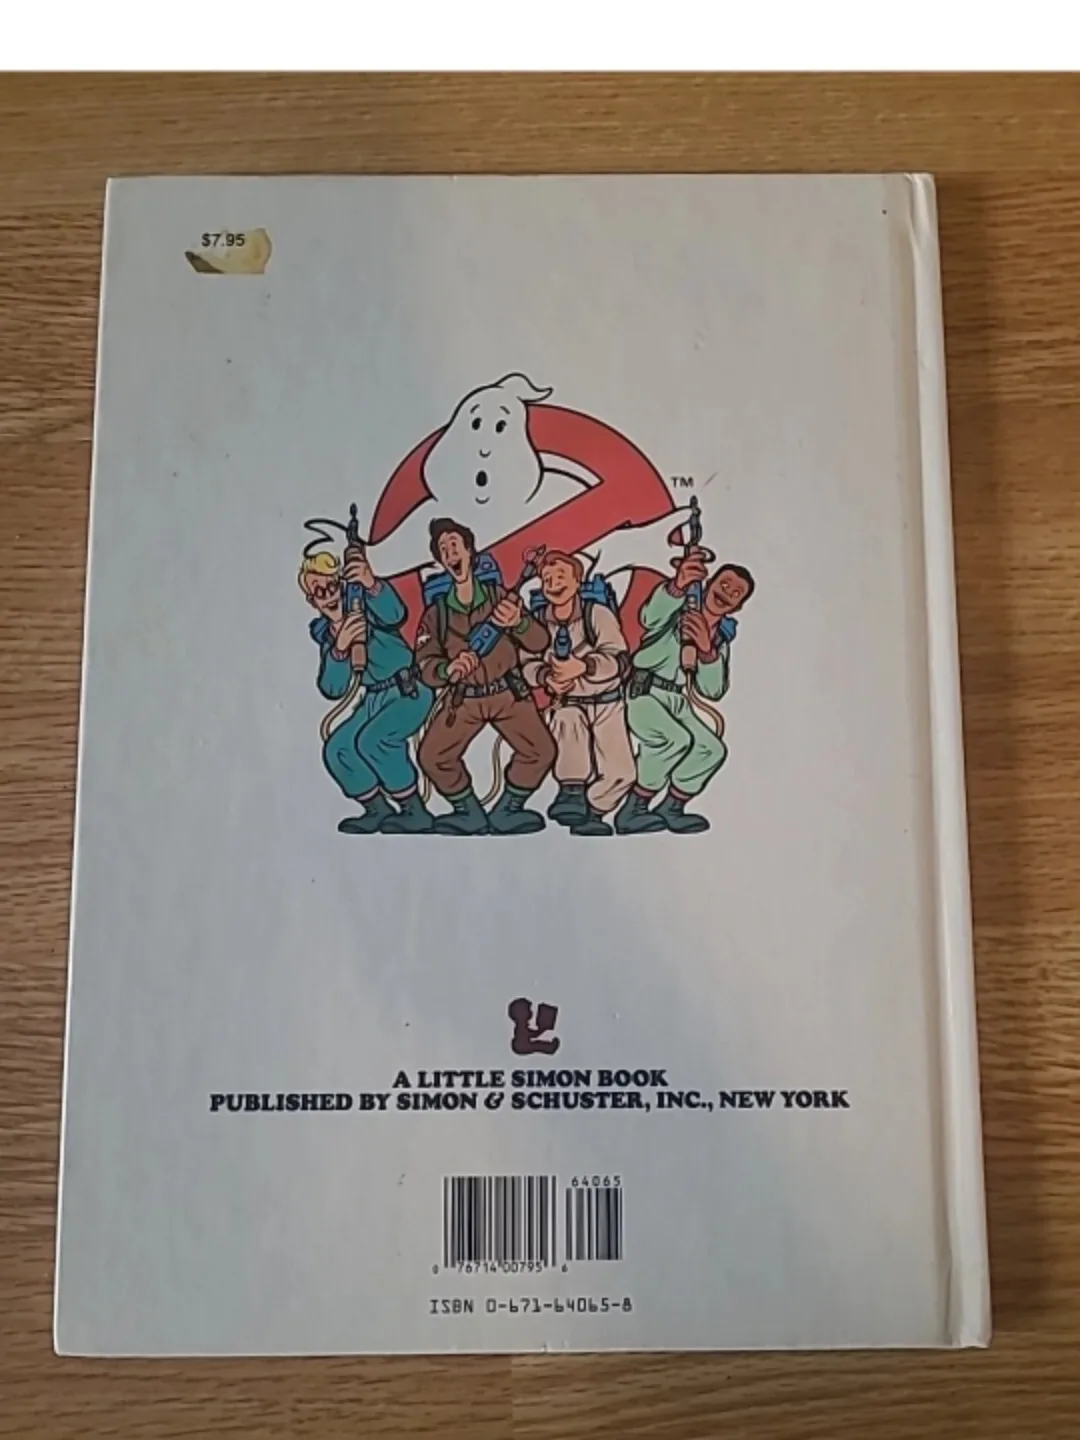 $7.95
TM
A LITTLE SIMON BOOK
PUBLISHED BY SIMON & SCHUSTER, INC., NEW YORK
64065
0 76714 00795 6
ISBN 0-671-64065-8